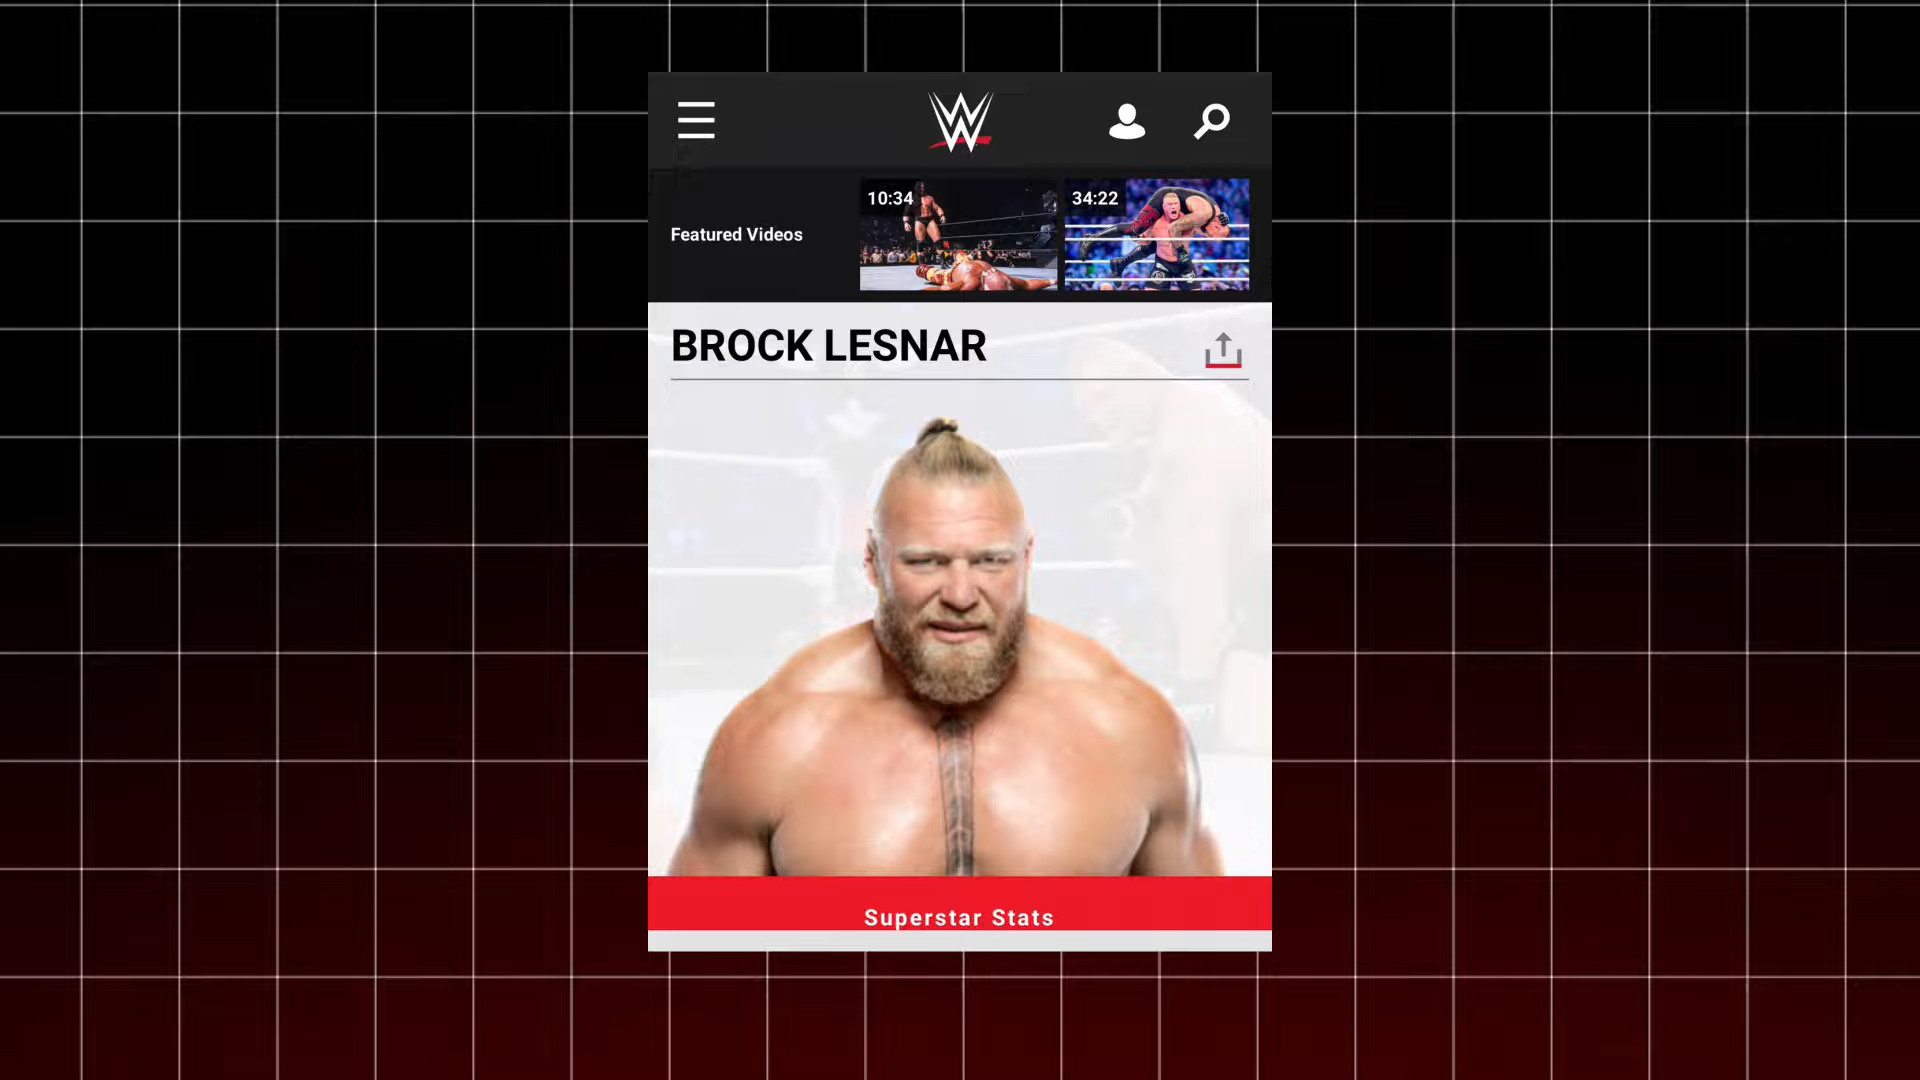 W
10:34
34:22
Featured Videos
BROCK LESNAR
Superstar Stats